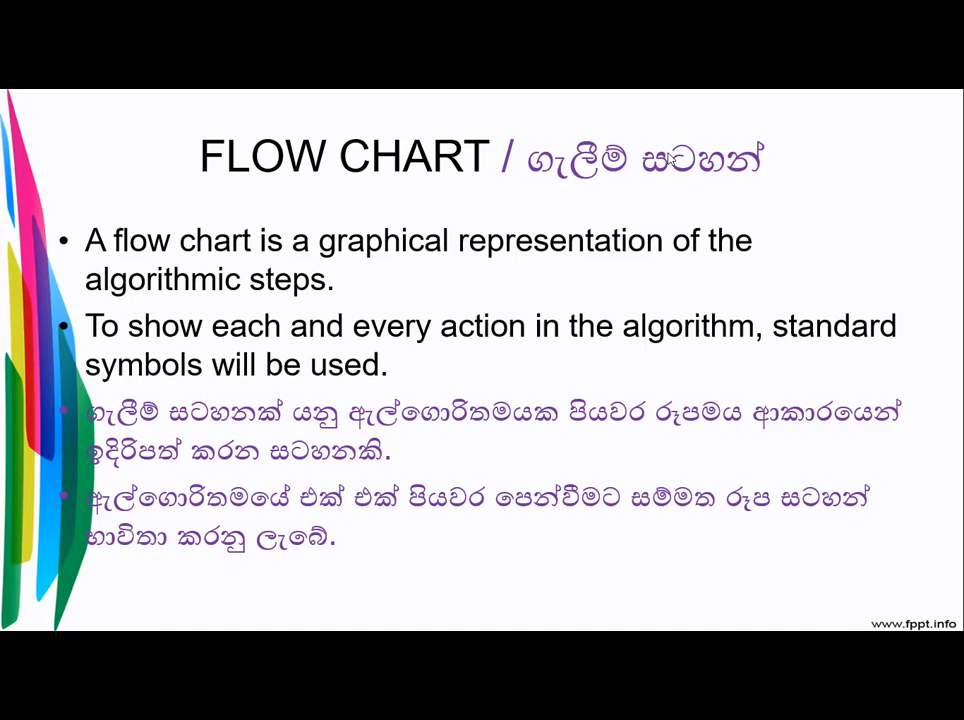 FLOW CHART / ගැලීම් සටහන්
• A flow chart is a graphical representation of the
algorithmic steps.
• To show each and every action in the algorithm, standard
symbols will be used.
• ගැලීම් සටහනක් යනු ඇල්ගොරිතමයක පියවර රූපමය ආකාරයෙන්
ඉදිරිපත් කරන සටහනකි.
• ඇල්ගොරිතමයේ එක් එක් පියවර පෙන්වීමට සම්මත රූප සටහන්
භාවිතා කරනු ලැබේ.
www.fppt.info